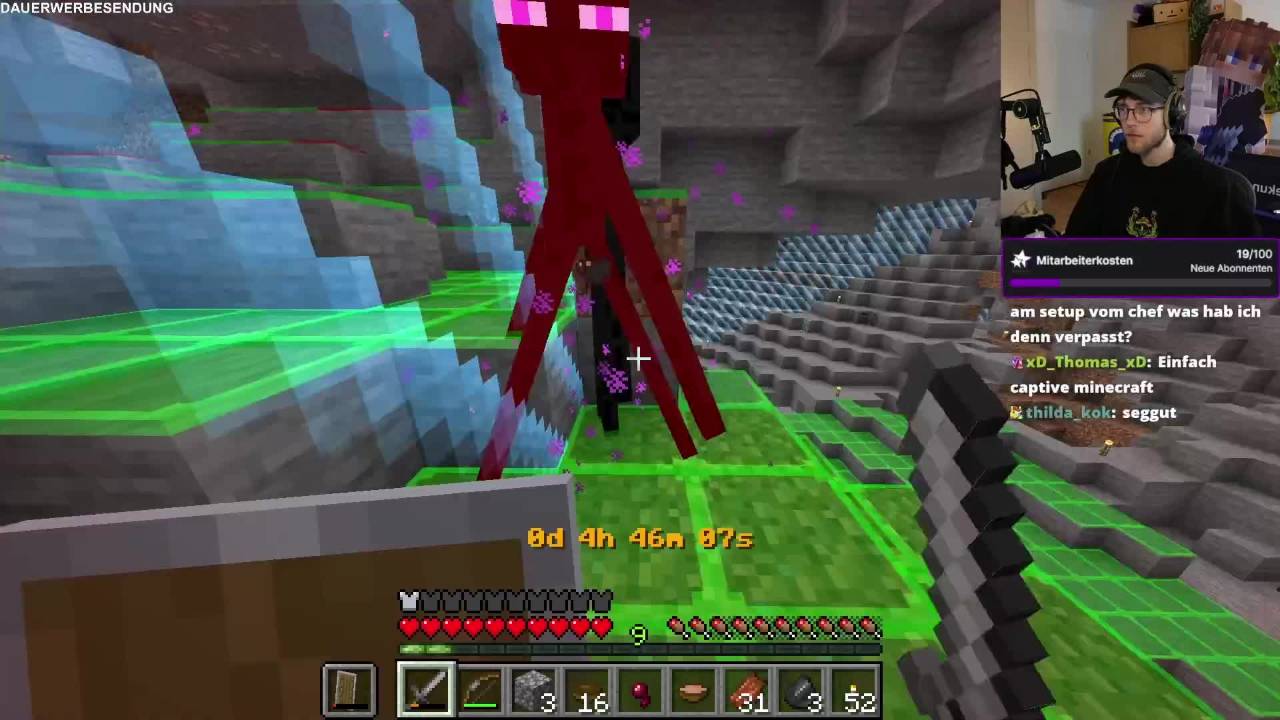 DAUERWERBESENDUNG
Mitarbeiterkosten
19/100
Neue Abonnenten
am setup vom chef was hab ich
denn verpasst?
xD_Thomas_xD: Einfach
captive minecraft
thilda_kok: seggut
0d 4h 46m 07s
9
3
16
31
3
52